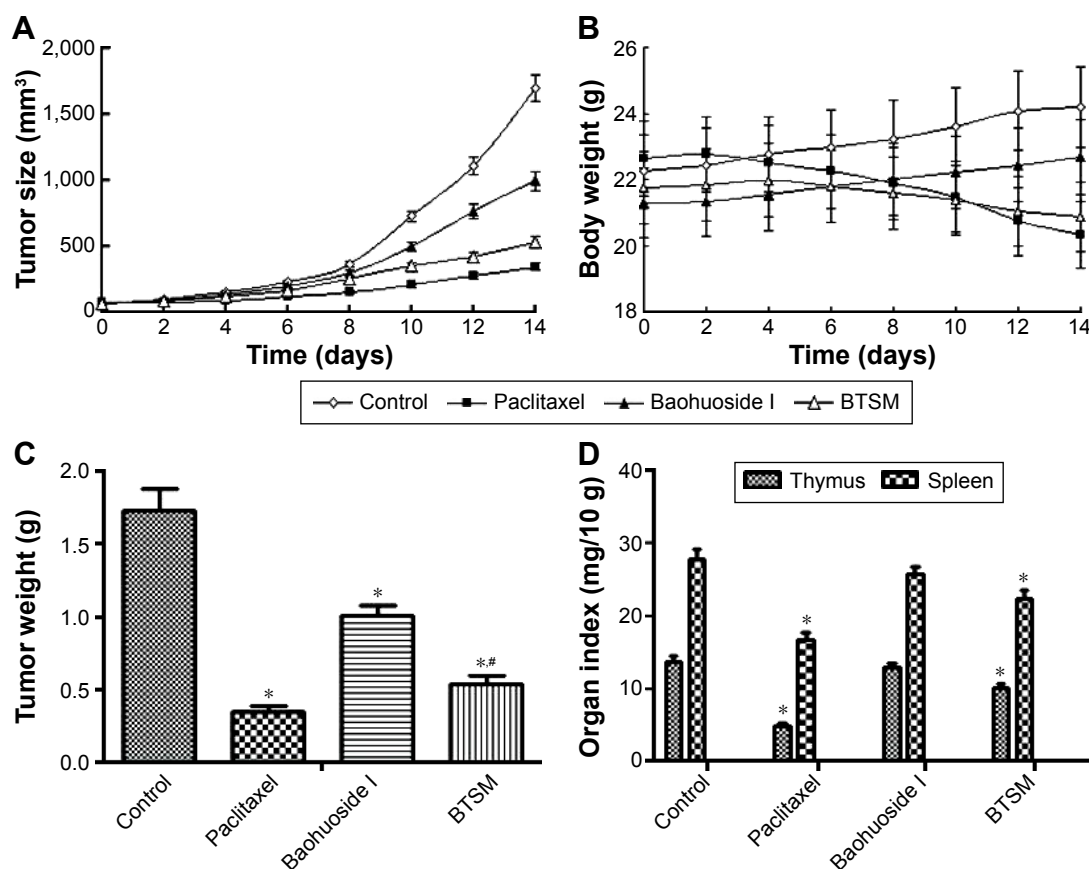 A
Tumor size (mm³)
2,000
1,500
1,000
500
0
0 2 4 6 8 10 12 14
Time (days)
B
Body weight (g)
26
24
22
20
18
0 2 4 6 8 10 12 14
Time (days)
Control Paclitaxel Baohuoside I BTSM
C
Tumor weight (g)
2.0
1.5
1.0
0.5
0.0
*
*
*,#
Control Paclitaxel Baohuoside I BTSM
D
Organ index (mg/10 g)
40
30
20
10
0
Thymus Spleen
*
*
*
*
Control Paclitaxel Baohuoside I BTSM